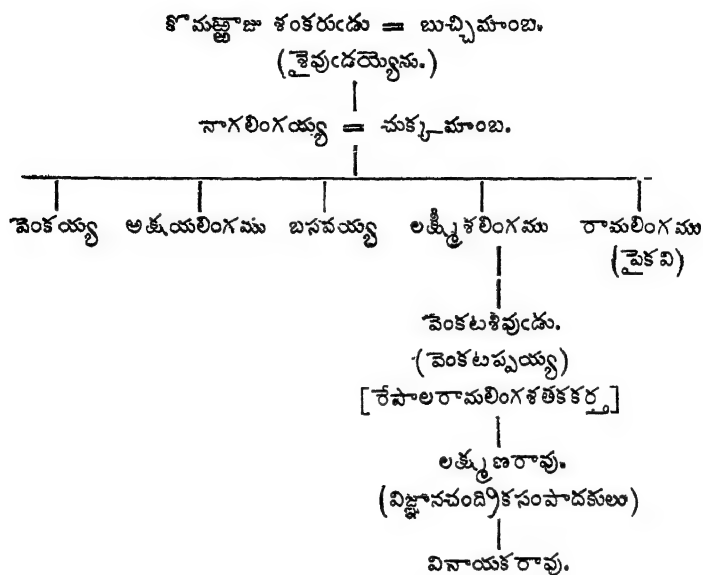 కొమఱ్ఱాజు శంకరుఁడు = బుచ్చిమాంబ.
(శైవుఁడయ్యెను.)
నాగలింగయ్య = చుక్కమాంబ.
వెంకయ్య అక్షయలింగము బసవయ్య లక్ష్మీశలింగము రామలింగము
(పైకవి)
వెంకటశివుఁడు.
(వెంకటప్పయ్య)
[రేపాలరామలింగశతకకర్త]
లక్ష్మణరావు.
(విజ్ఞానచంద్రికసంపాదకులు)
వినాయకరావు.